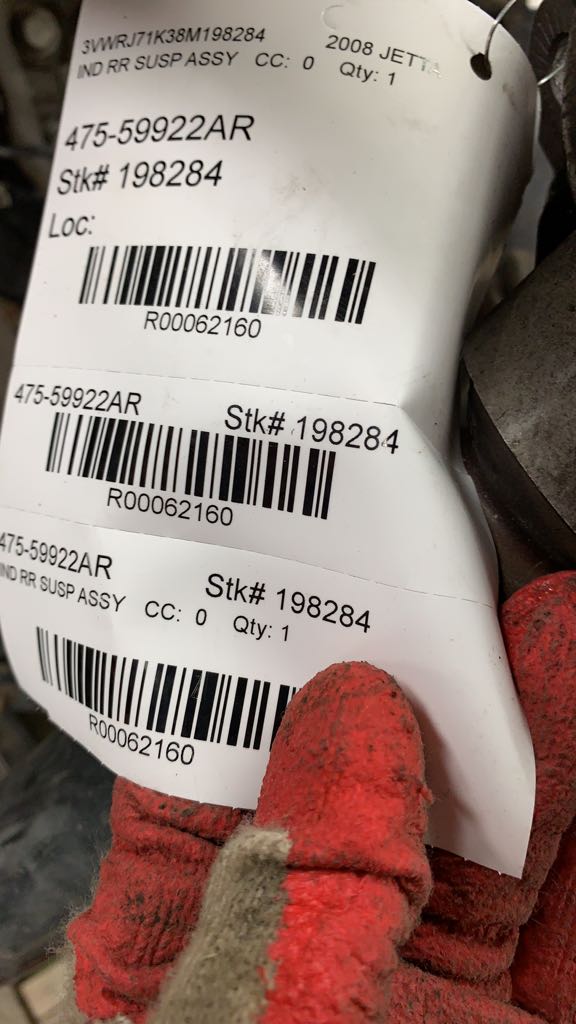 3VWRJ71K38M198284 2008 JETTA
IND RR SUSP ASSY CC: 0 Qty: 1
475-59922AR
Stk# 198284
Loc:
R00062160
475-59922AR Stk# 198284
R00062160
475-59922AR Stk# 198284
IND RR SUSP ASSY CC: 0 Qty: 1
R00062160